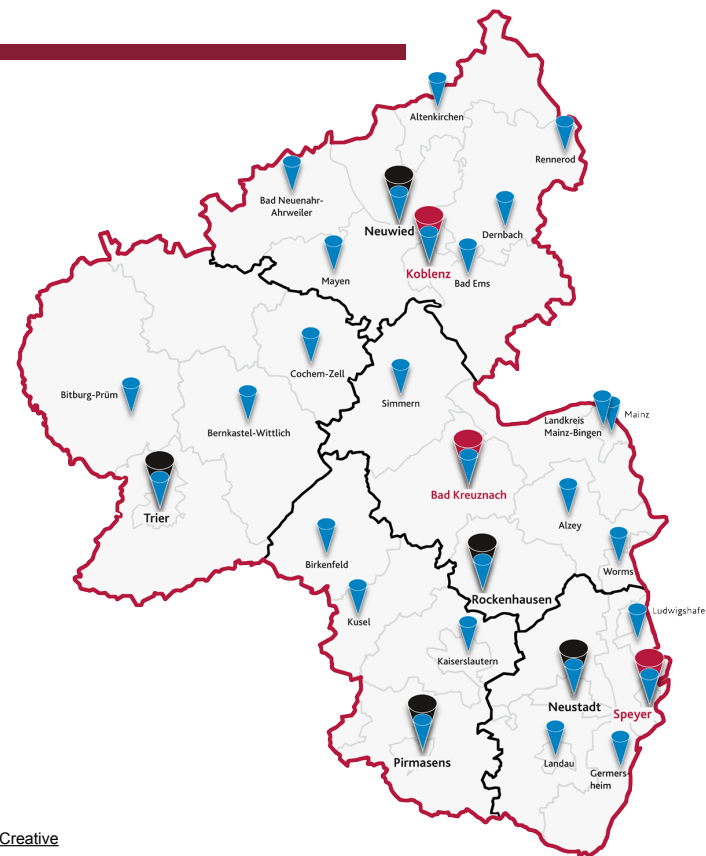 Altenkirchen
Rennerod
Bad Neuenahr-
Ahrweiler
Neuwied
Dernbach
Koblenz
Bad Ems
Mayen
Cochem-Zell
Bitburg-Prüm
Bernkastel-Wittlich
Simmern
Landkreis
Mainz-Bingen
Mainz
Bad Kreuznach
Alzey
Trier
Birkenfeld
Worms
Rockenhausen
Kusel
Ludwigshafe
Kaiserslautern
Neustadt
Speyer
Pirmasens
Landau
Germers-
heim
Creative